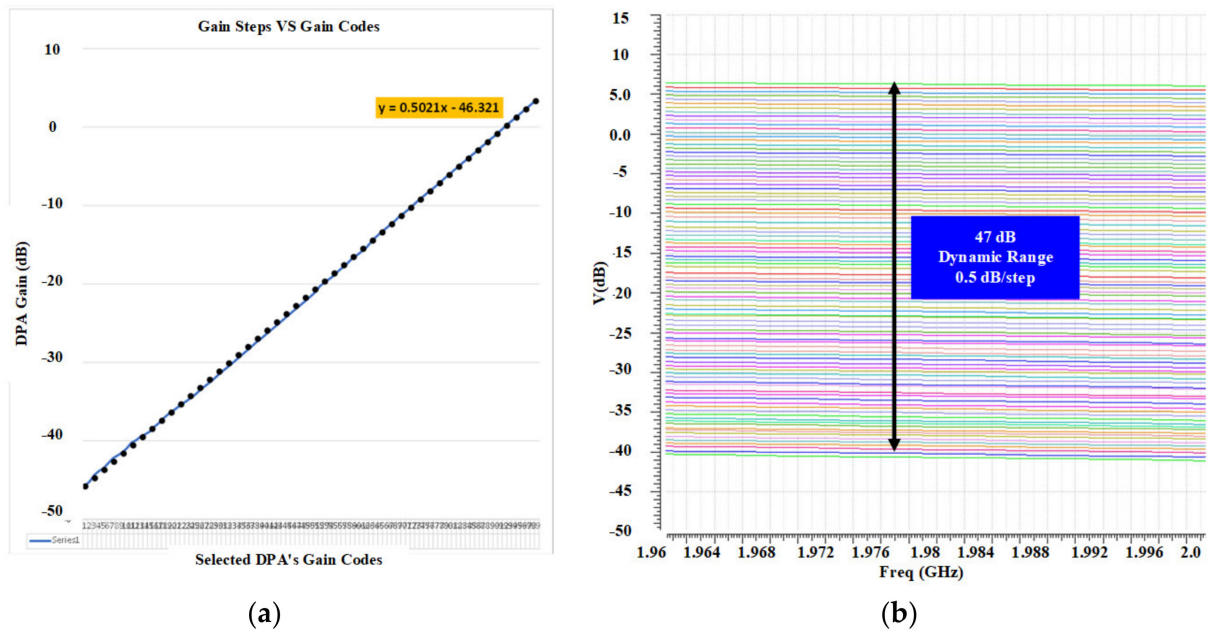 Gain Steps VS Gain Codes
10
0
-10
-20
-30
-40
-50
DPA Gain (dB)
y = 0.5021x - 46.321
Series1
Selected DPA's Gain Codes
(a)
15
10
5.0
0.0
-5
-10
-15
-20
-25
-30
-35
-40
-45
-50
V(dB)
47 dB
Dynamic Range
0.5 dB/step
1.96 1.964 1.968 1.972 1.976 1.98 1.984 1.988 1.992 1.996 2.0
Freq (GHz)
(b)